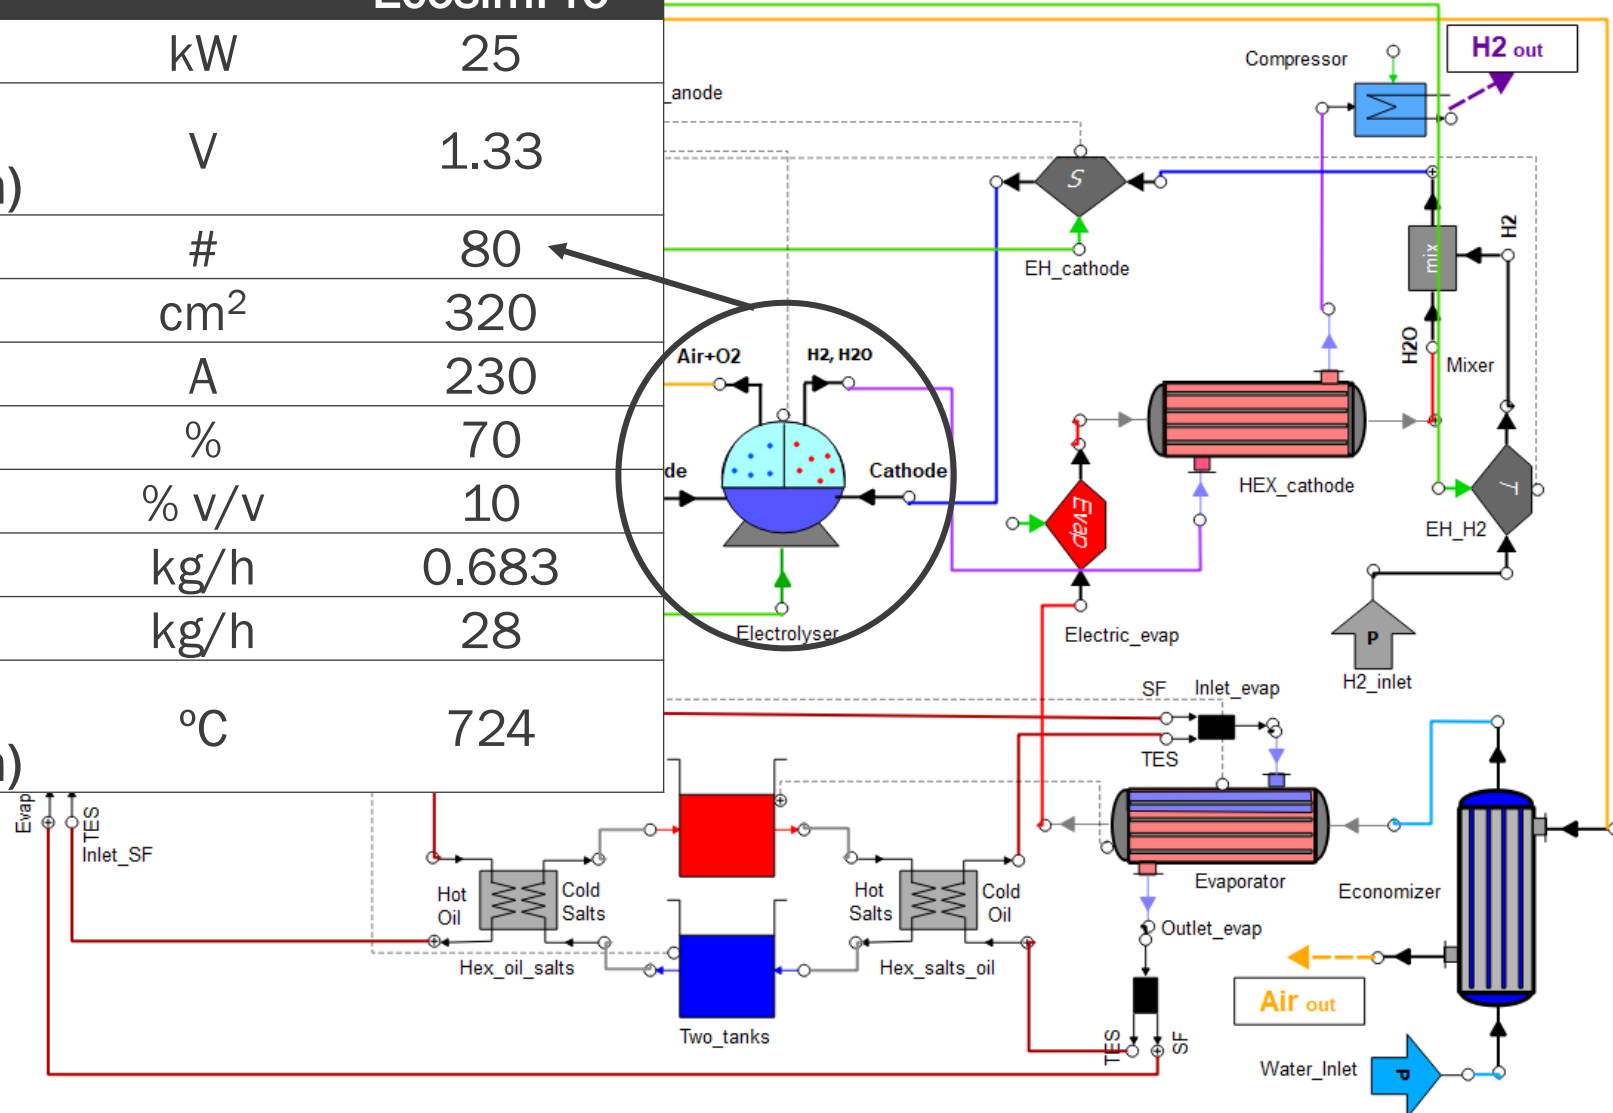 kW 25
V 1.33
# 80
cm² 320
A 230
% 70
% v/v 10
kg/h 0.683
kg/h 28
ºC 724
_anode
Compressor
H2 out
S
EH_cathode
mix
H2
H2O
Mixer
Air+O2
H2, H2O
Cathode
Electrolyser
Evap
Electric_evap
HEX_cathode
T
EH_H2
P
H2_inlet
SF
Inlet_evap
TES
Evap
TES
Inlet_SF
Hot
Oil
Cold
Salts
Hex_oil_salts
Two_tanks
Hot
Salts
Cold
Oil
Hex_salts_oil
Evaporator
Outlet_evap
TES
SF
Economizer
Air out
Water_Inlet
P